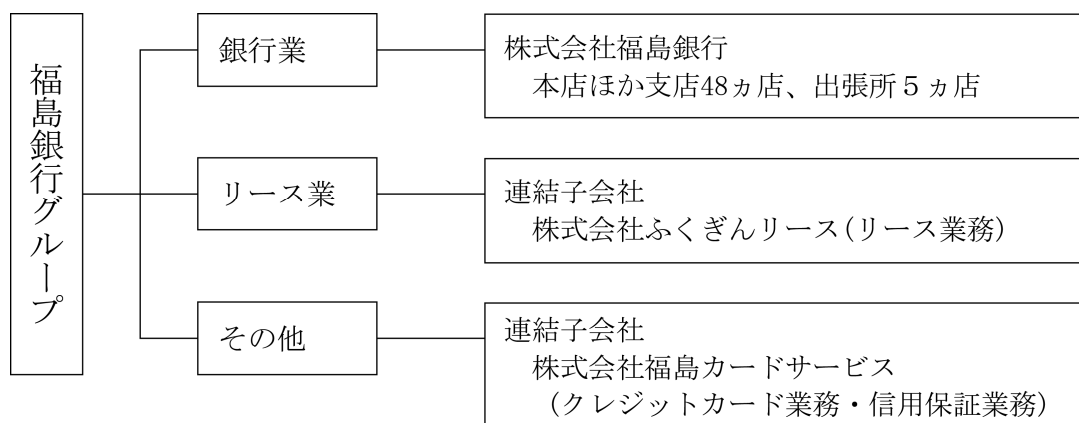 福島銀行グループ
銀行業
株式会社福島銀行
本店ほか支店48ヵ店、出張所５ヵ店
リース業
連結子会社
株式会社ふくぎんリース(リース業務)
その他
連結子会社
株式会社福島カードサービス
(クレジットカード業務・信用保証業務)